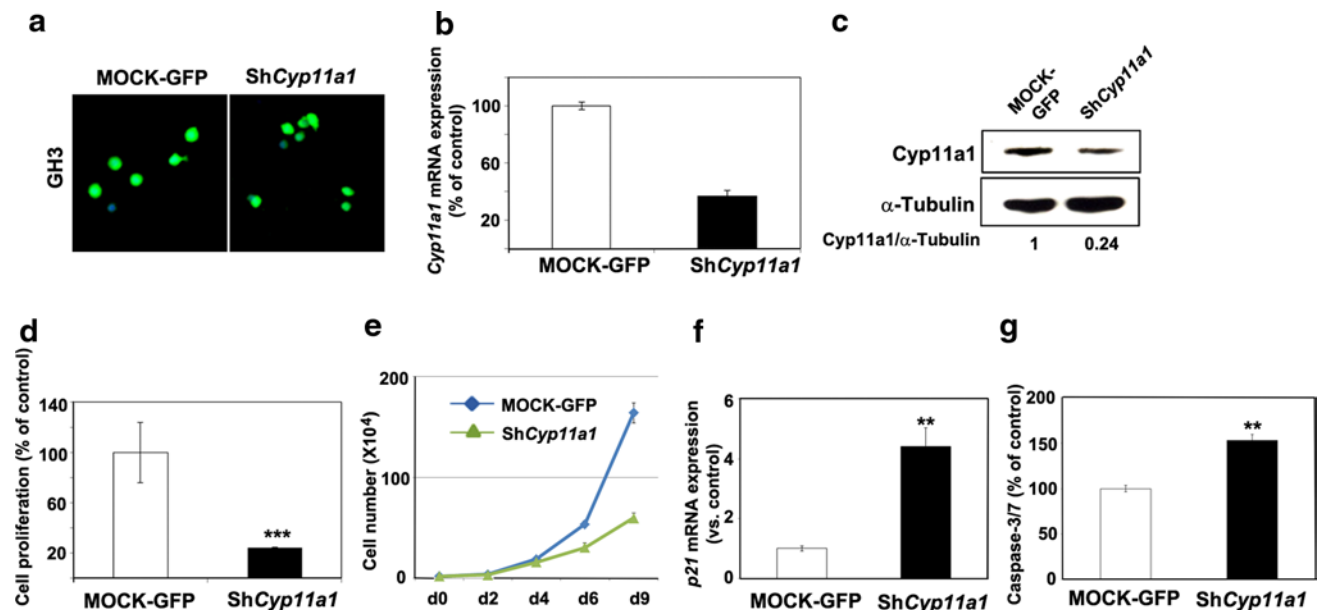 a
MOCK-GFP
ShCyp11a1
GH3
b
Cyp11a1 mRNA expression
(% of control)
100
60
40
20
MOCK-GFP
ShCyp11a1
c
MOCK-
GFP
ShCyp11a1
Cyp11a1
α-Tubulin
Cyp11a1/α-Tubulin
1
0.24
d
Cell proliferation (% of control)
140
100
80
60
40
20
***
MOCK-GFP
ShCyp11a1
e
Cell number (X10⁴)
200
100
0
MOCK-GFP
ShCyp11a1
d0
d2
d4
d6
d9
f
p21 mRNA expression
(vs. control)
6
4
2
0
**
MOCK-GFP
ShCyp11a1
g
Caspase-3/7 (% of control)
200
150
100
50
0
**
MOCK-GFP
ShCyp11a1